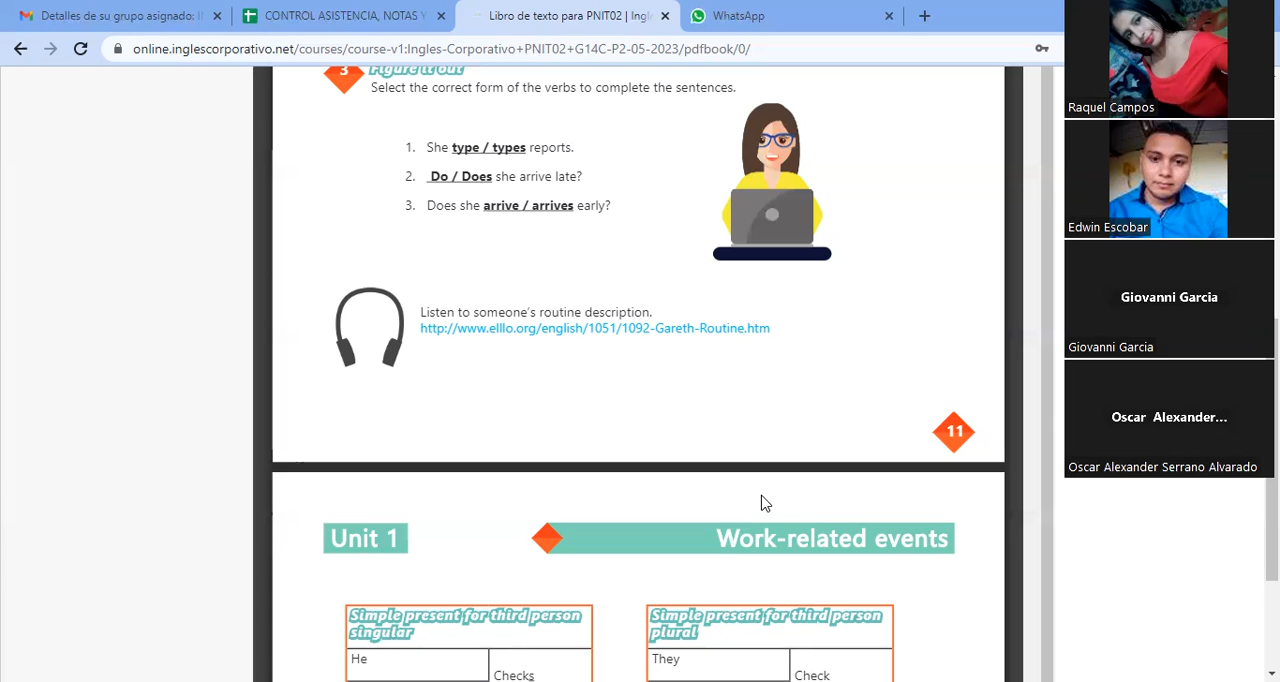 Detalles de su grupo asignado: I
CONTROL ASISTENCIA, NOTAS Y
Libro de texto para PNIT02 | Ingl
WhatsApp
online.inglescorporativo.net/courses/course-v1:Ingles-Corporativo+PNIT02+G14C-P2-05-2023/pdfbook/0/
3
Figure it out
Select the correct form of the verbs to complete the sentences.
1. She type / types reports.
2. Do / Does she arrive late?
3. Does she arrive / arrives early?
Listen to someone's routine description.
http://www.elllo.org/english/1051/1092-Gareth-Routine.htm
11
Unit 1
Work-related events
Simple present for third person
singular
He
Checks
Simple present for third person
plural
They
Check
Raquel Campos
Edwin Escobar
Giovanni Garcia
Giovanni Garcia
Oscar Alexander...
Oscar Alexander Serrano Alvarado